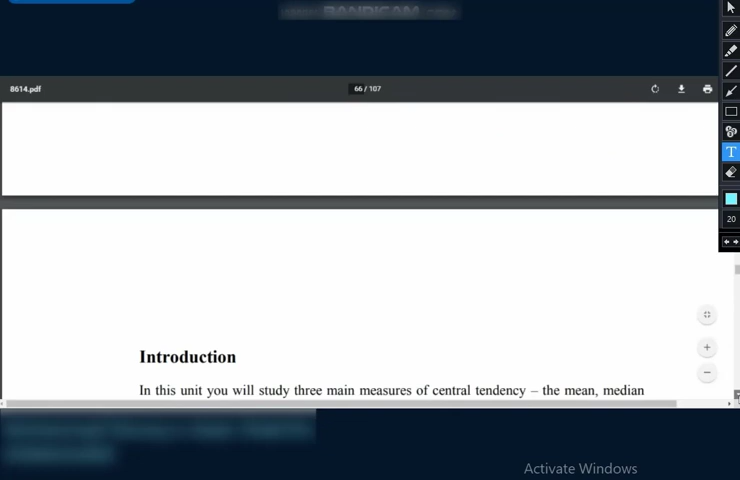 BANDICAM
8614.pdf
66 / 107
T
20
Introduction
In this unit you will study three main measures of central tendency – the mean, median
Activate Windows